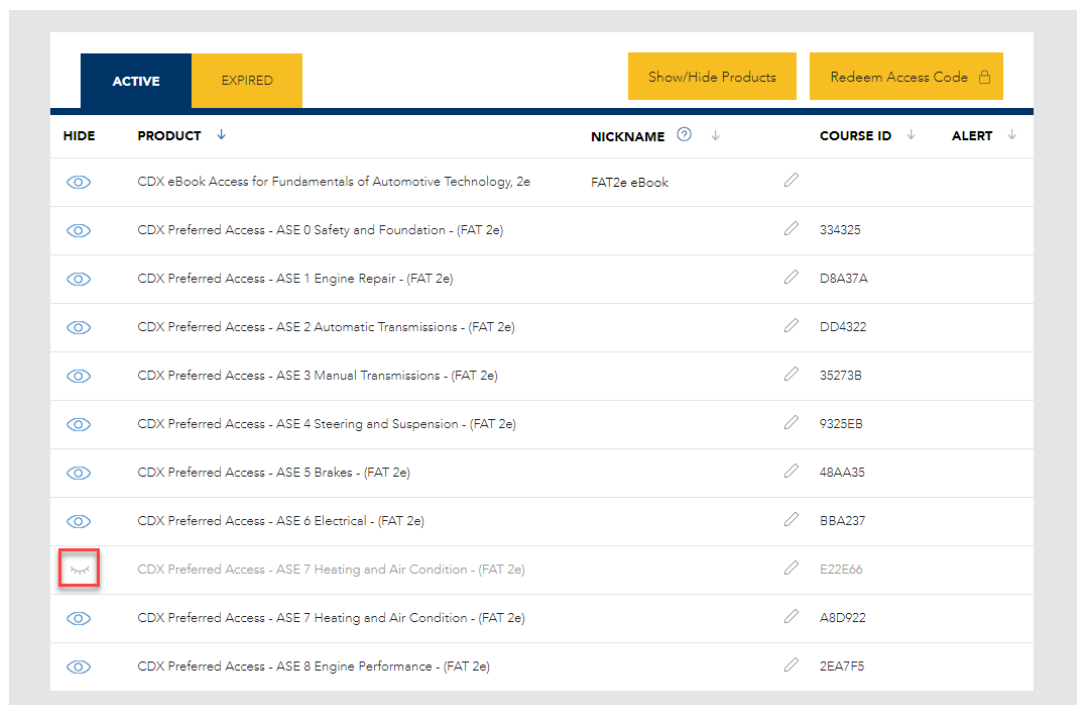 ACTIVE EXPIRED Show/Hide Products Redeem Access Code
HIDE PRODUCT NICKNAME ? COURSE ID ALERT
CDX eBook Access for Fundamentals of Automotive Technology, 2e FAT2e eBook
CDX Preferred Access - ASE 0 Safety and Foundation - (FAT 2e) 334325
CDX Preferred Access - ASE 1 Engine Repair - (FAT 2e) D8A37A
CDX Preferred Access - ASE 2 Automatic Transmissions - (FAT 2e) DD4322
CDX Preferred Access - ASE 3 Manual Transmissions - (FAT 2e) 35273B
CDX Preferred Access - ASE 4 Steering and Suspension - (FAT 2e) 9325EB
CDX Preferred Access - ASE 5 Brakes - (FAT 2e) 48AA35
CDX Preferred Access - ASE 6 Electrical - (FAT 2e) BBA237
CDX Preferred Access - ASE 7 Heating and Air Condition - (FAT 2e) E22E66
CDX Preferred Access - ASE 7 Heating and Air Condition - (FAT 2e) A8D922
CDX Preferred Access - ASE 8 Engine Performance - (FAT 2e) 2EA7F5